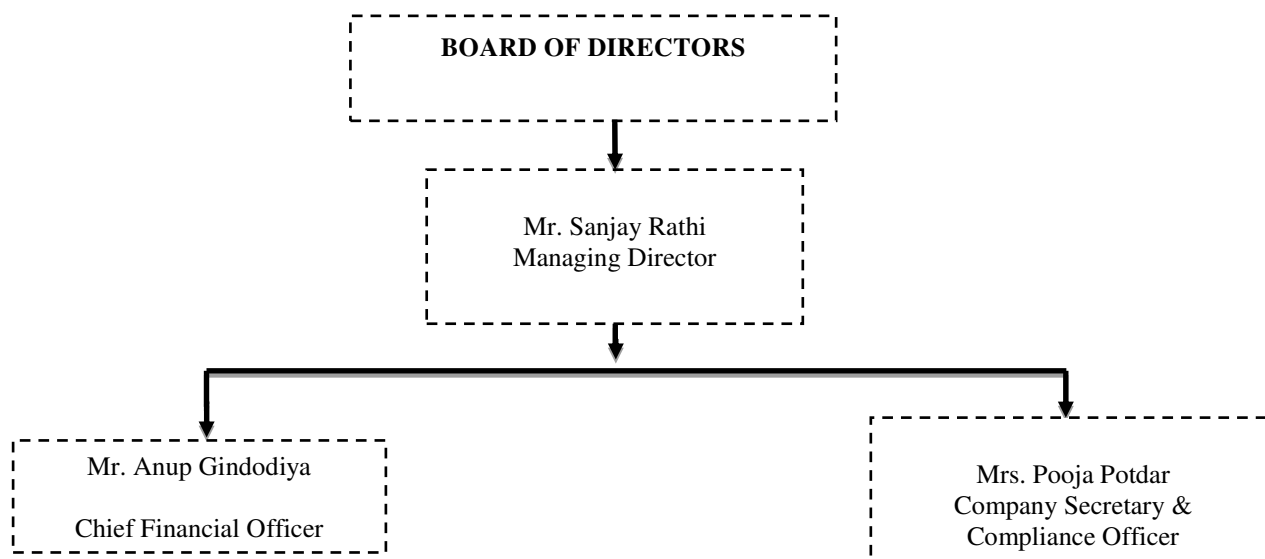 BOARD OF DIRECTORS
Mr. Sanjay Rathi
Managing Director
Mr. Anup Gindodiya
Chief Financial Officer
Mrs. Pooja Potdar
Company Secretary &
Compliance Officer